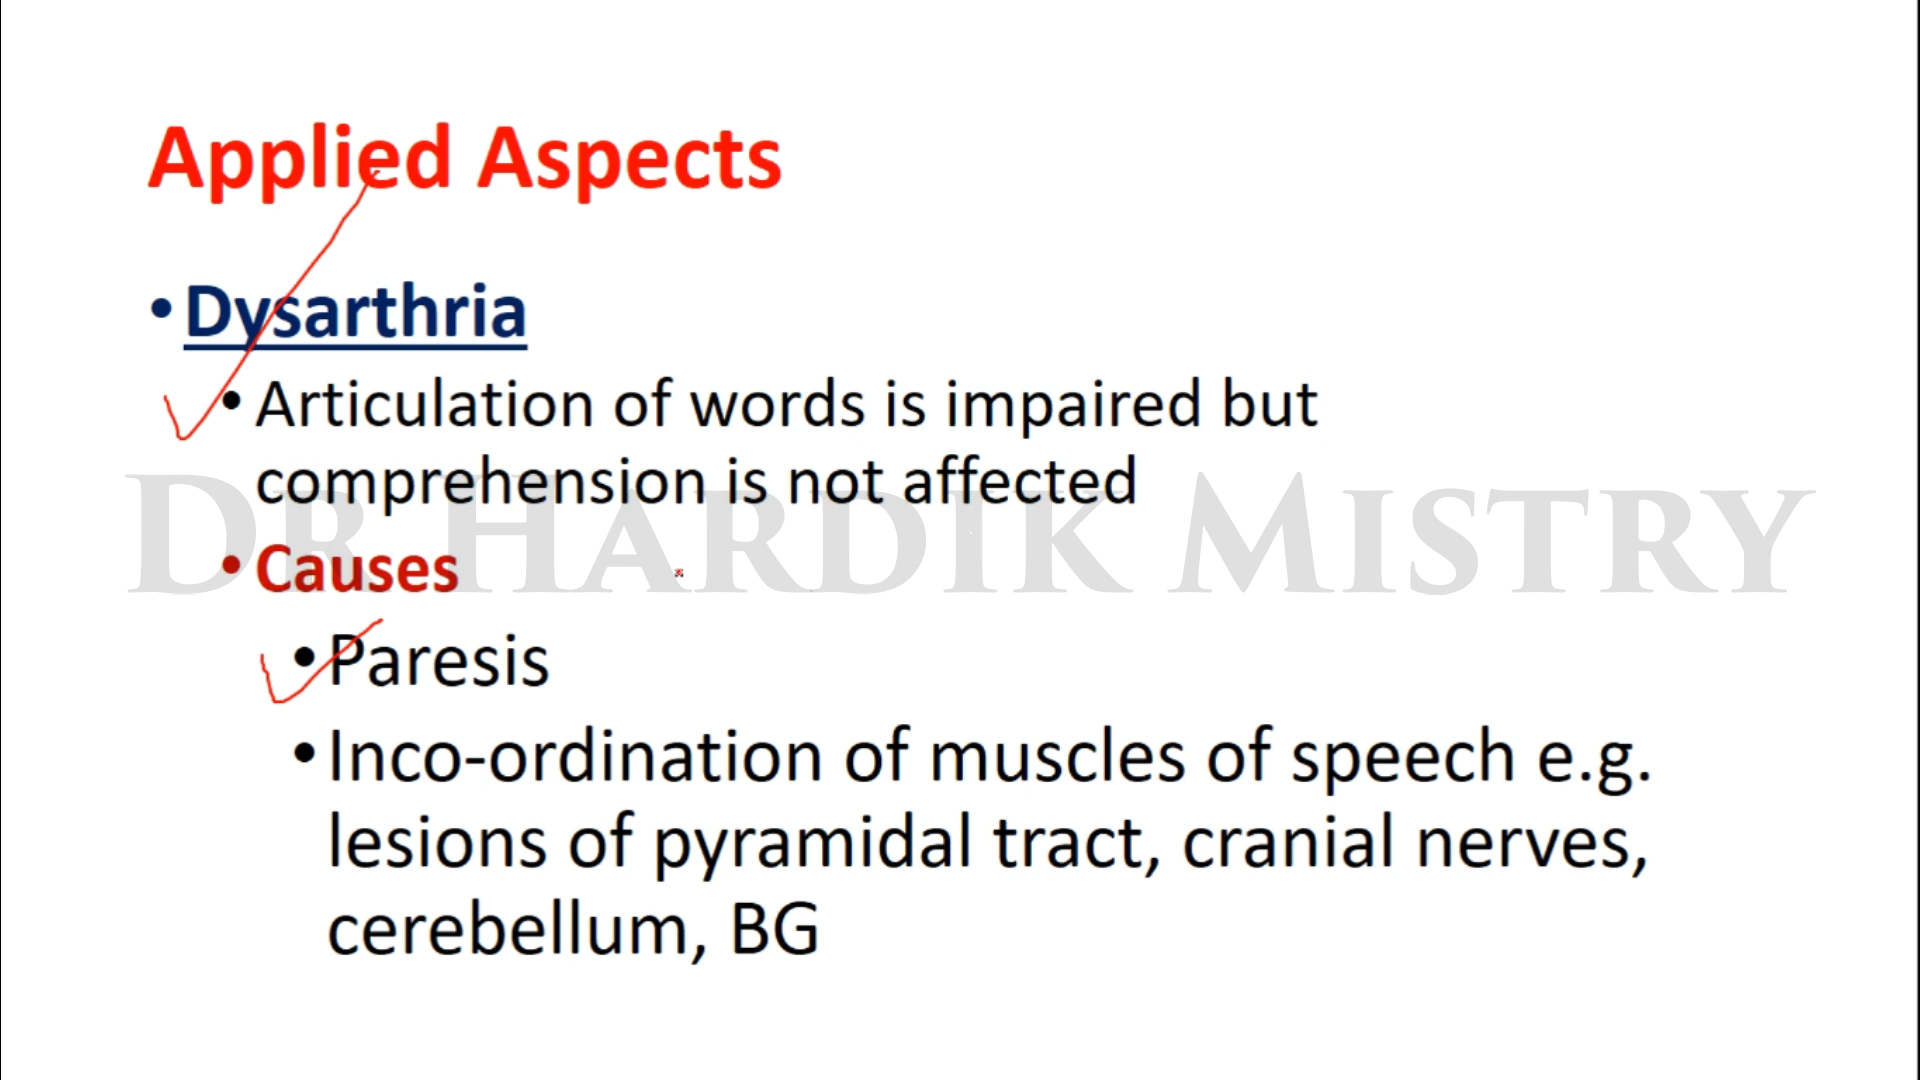 Applied Aspects
• Dysarthria
• Articulation of words is impaired but
comprehension is not affected
DR HARDIK MISTRY
• Causes
• Paresis
• Inco-ordination of muscles of speech e.g.
lesions of pyramidal tract, cranial nerves,
cerebellum, BG